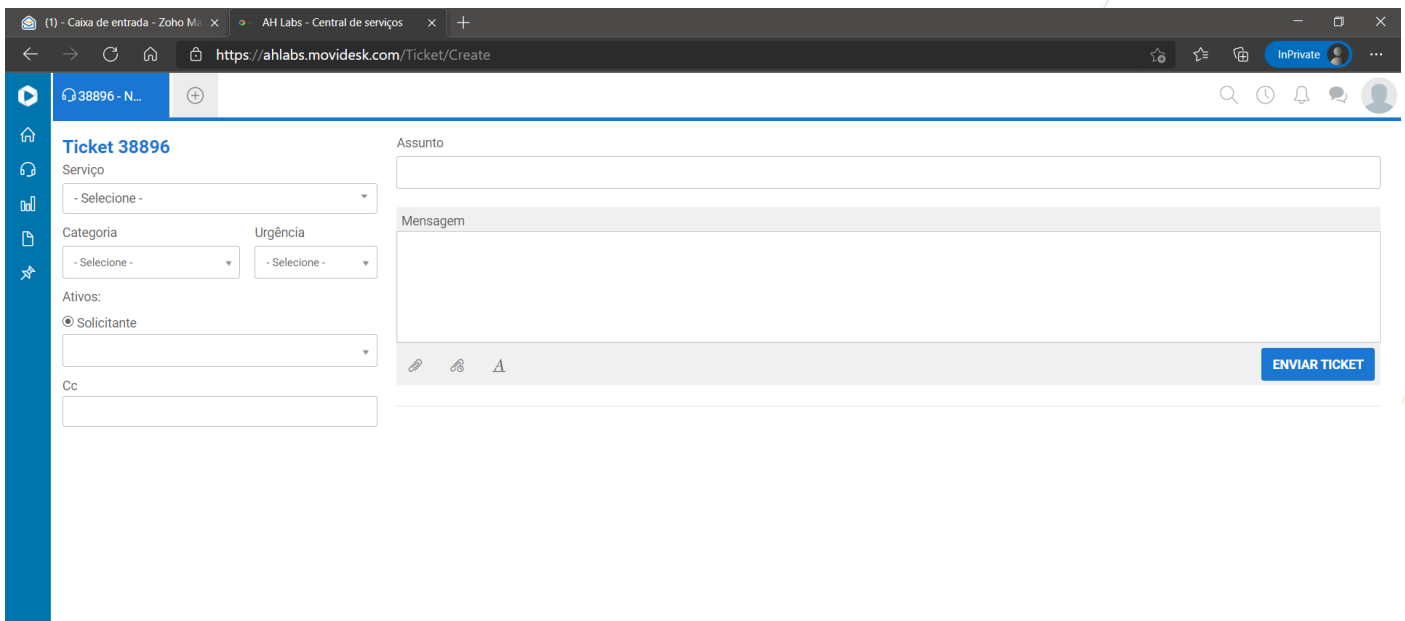 (1) - Caixa de entrada - Zoho Ma
AH Labs - Central de serviços
https://ahlabs.movidesk.com/Ticket/Create
InPrivate
38896 - N...
Ticket 38896
Serviço
- Selecione -
Categoria
Urgência
- Selecione -
- Selecione -
Ativos:
Solicitante
Cc
Assunto
Mensagem
A
ENVIAR TICKET